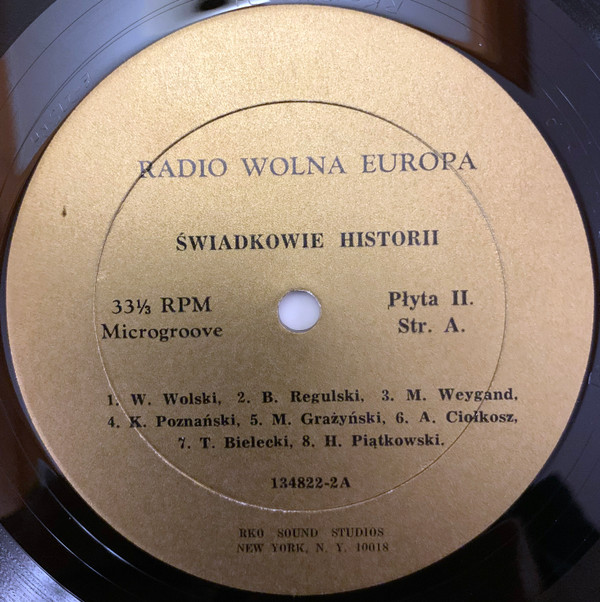 RADIO WOLNA EUROPA
ŚWIADKOWIE HISTORII
33⅓ RPM
Microgroove
Płyta II.
Str. A.
1. W. Wolski, 2. B. Regulski, 3. M. Weygand,
4. K. Poznański, 5. M. Grażyński, 6. A. Ciołkosz,
7. T. Bielecki, 8. H. Piątkowski.
134822-2A
RKO SOUND STUDIOS
NEW YORK, N. Y. 10018